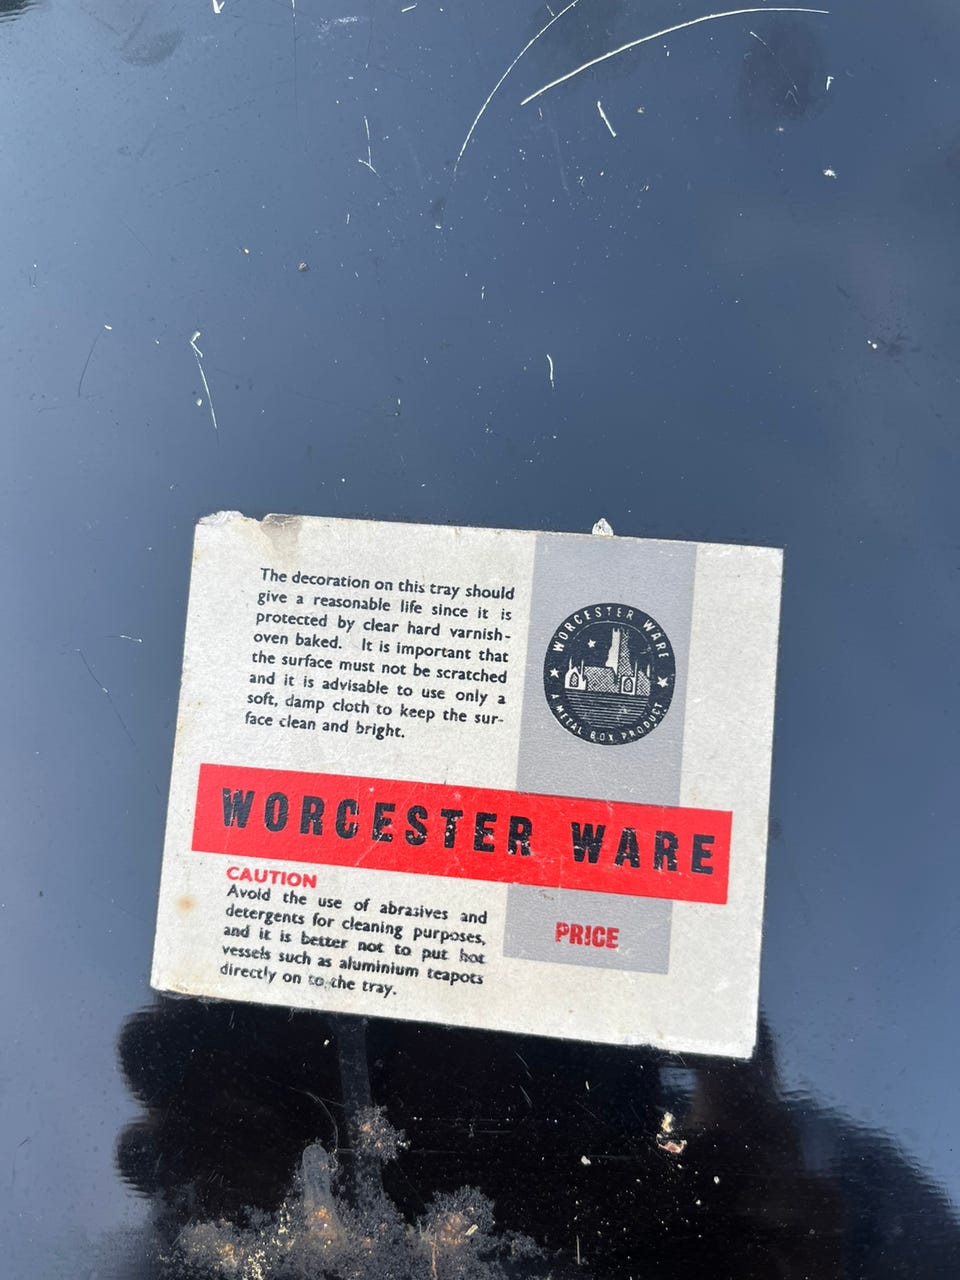 The decoration on this tray should
give a reasonable life since it is
protected by clear hard varnish-
oven baked. It is important that
the surface must not be scratched
and it is advisable to use only a
soft, damp cloth to keep the sur-
face clean and bright.
WORCESTER WARE
A METAL BOX PRODUCT
WORCESTER WARE
CAUTION
Avoid the use of abrasives and
detergents for cleaning purposes,
and it is better not to put hot
vessels such as aluminium teapots
directly on to the tray.
PRICE